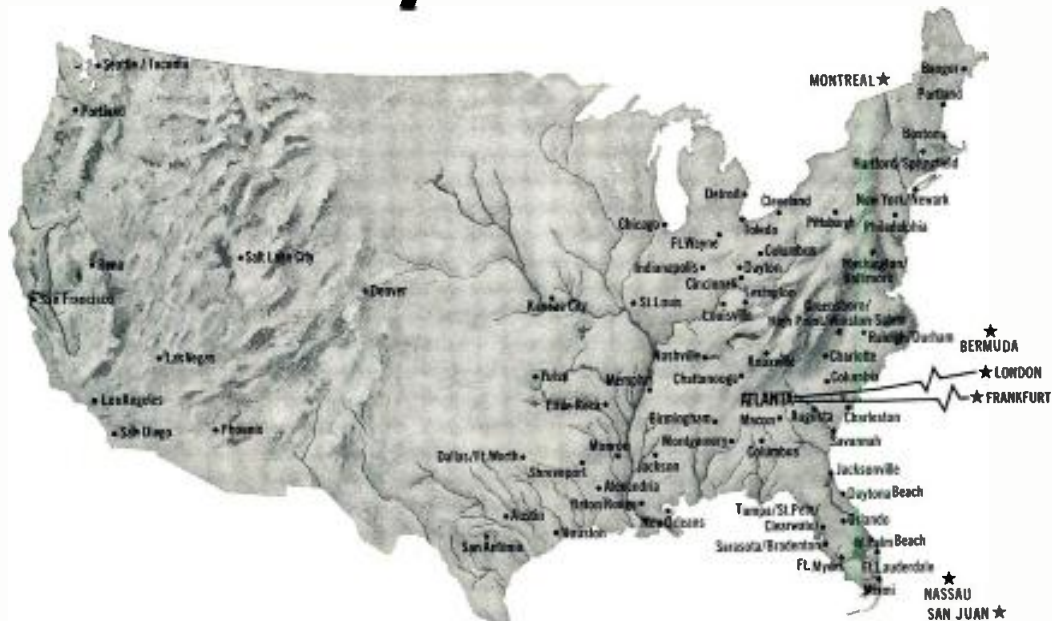 MONTREAL
Seattle / Tacoma
Bangor
Portland
Portland
Boston
Hartford/Springfield
Detroit
Cleveland
New York/Newark
Chicago
Toledo
Pittsburgh
Philadelphia
Ft.Wayne
Columbus
Reno
Salt Lake City
Indianapolis
Dayton
Washington/
Baltimore
Cincinnati
Denver
Lexington
San Francisco
Kansas City
St. Louis
Louisville
Greensboro/
High Point/Winston Salem
Raleigh/Durham
BERMUDA
Las Vegas
Nashville
Knoxville
Charlotte
LONDON
Tulsa
Memphis
Chattanooga
Columbia
Los Angeles
Little Rock
ATLANTA
FRANKFURT
Birmingham
Macon
Augusta
Charleston
San Diego
Phoenix
Monroe
Montgomery
Columbus
Savannah
Dallas/Ft.Worth
Shreveport
Jackson
Jacksonville
Alexandria
Daytona Beach
Baton Rouge
Tampa/St.Pete/
Clearwater
Orlando
Austin
New Orleans
Houston
San Antonio
Sarasota/Bradenton
W.Palm Beach
Ft. Myers
Ft.Lauderdale
Miami
NASSAU
SAN JUAN